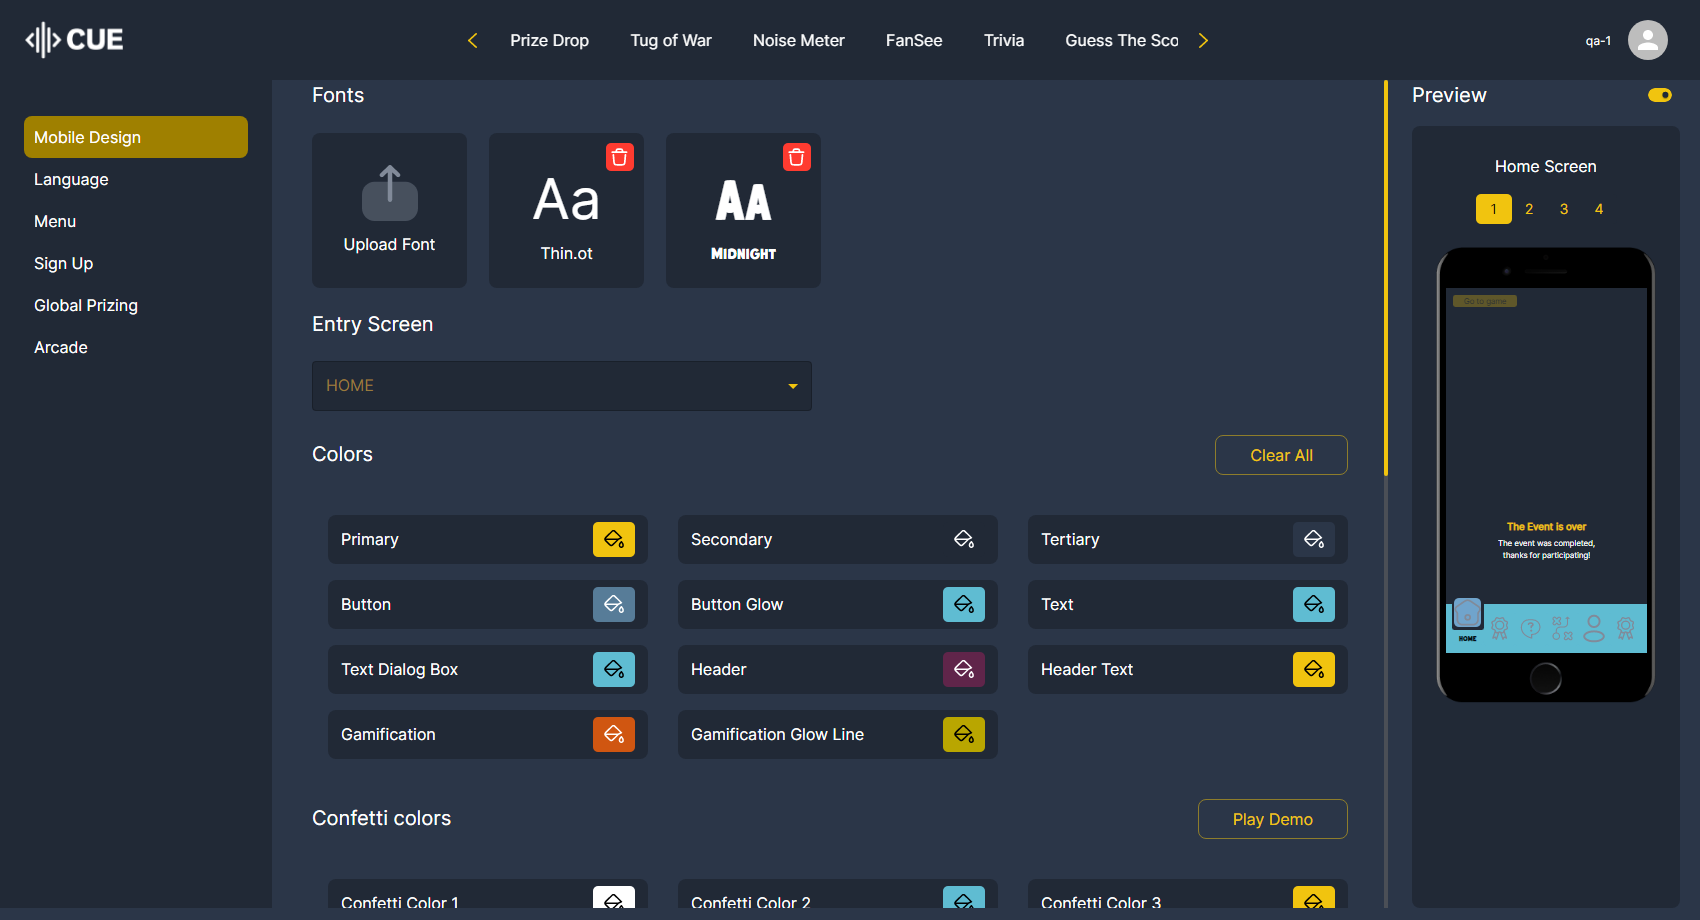 CUE
Prize Drop
Tug of War
Noise Meter
FanSee
Trivia
Guess The Sco
qa-1
Mobile Design
Language
Menu
Sign Up
Global Prizing
Arcade
Fonts
Upload Font
Aa
Thin.ot
AA
MIDNIGHT
Entry Screen
HOME
Colors
Clear All
Primary
Secondary
Tertiary
Button
Button Glow
Text
Text Dialog Box
Header
Header Text
Gamification
Gamification Glow Line
Confetti colors
Play Demo
Confetti Color 1
Confetti Color 2
Confetti Color 3
Preview
Home Screen
1 2 3 4
Go to game
The Event is over
The event was completed,
thanks for participating!
HOME